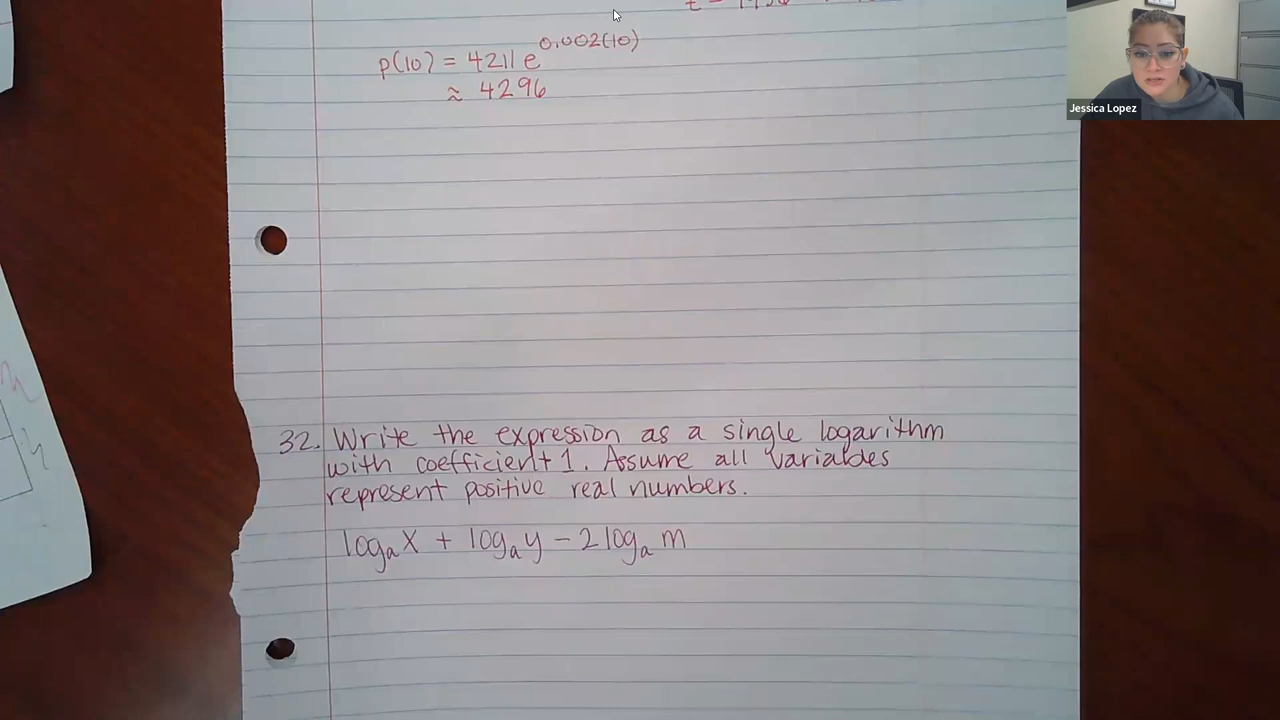 p(10) = 4211 e^0.002(10)
≈ 4296
Jessica Lopez
32. Write the expression as a single logarithm
with coefficient 1. Assume all variables
represent positive real numbers.
logₐ x + logₐ y - 2 logₐ m